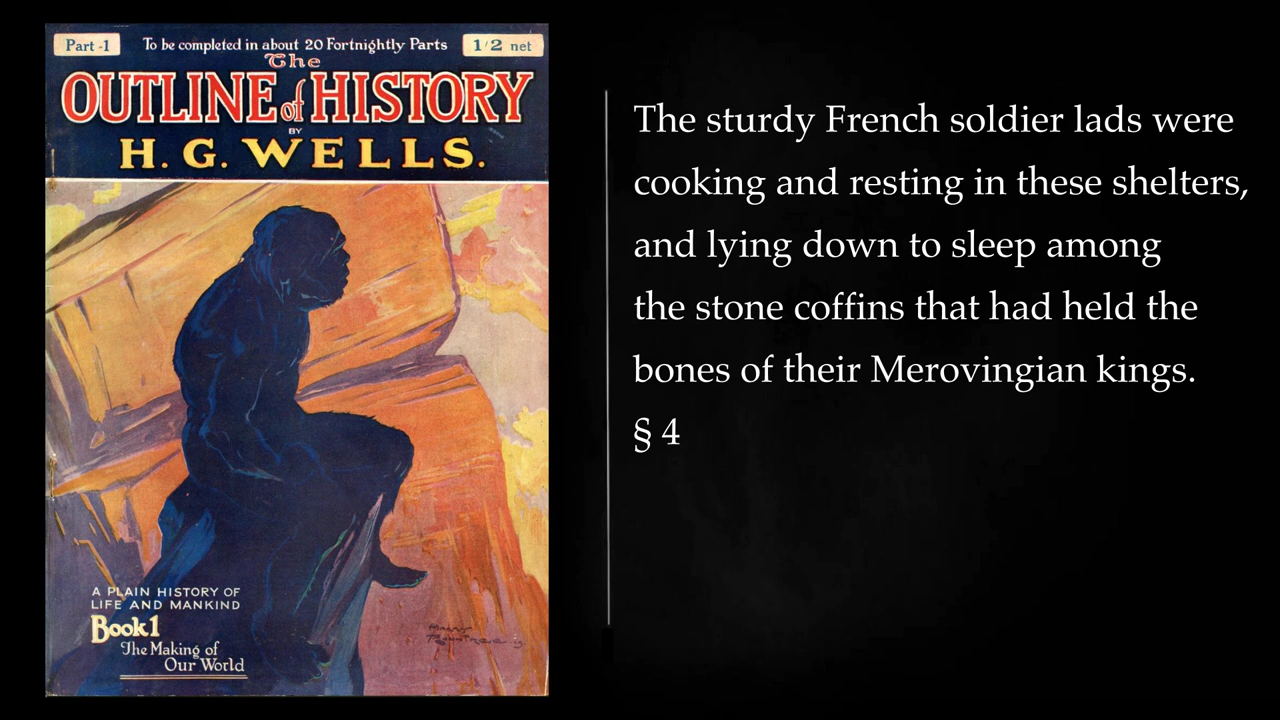 Part -1
To be completed in about 20 Fortnightly Parts
1/2 net
The
OUTLINE of HISTORY
BY
H. G. WELLS.
A PLAIN HISTORY OF
LIFE AND MANKIND
Book 1
The Making of
Our World
The sturdy French soldier lads were
cooking and resting in these shelters,
and lying down to sleep among
the stone coffins that had held the
bones of their Merovingian kings.
§ 4